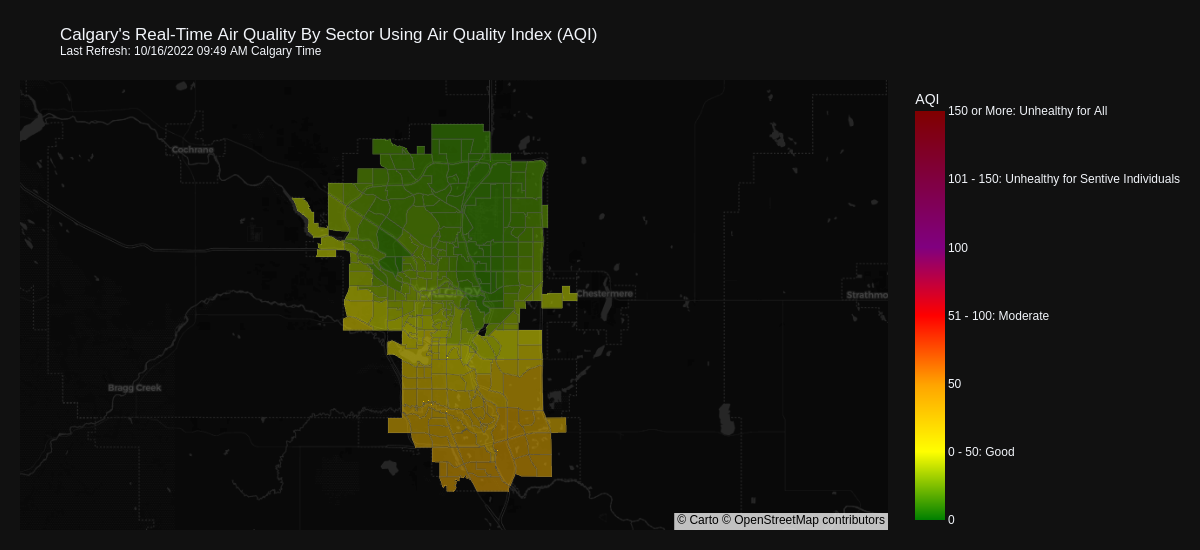 Calgary's Real-Time Air Quality By Sector Using Air Quality Index (AQI)
Last Refresh: 10/16/2022 09:49 AM Calgary Time
AQI
150 or More: Unhealthy for All
101 - 150: Unhealthy for Sentive Individuals
100
51 - 100: Moderate
50
0 - 50: Good
0
Cochrane
CALGARY
Chestermere
Strathmo
Bragg Creek
© Carto © OpenStreetMap contributors